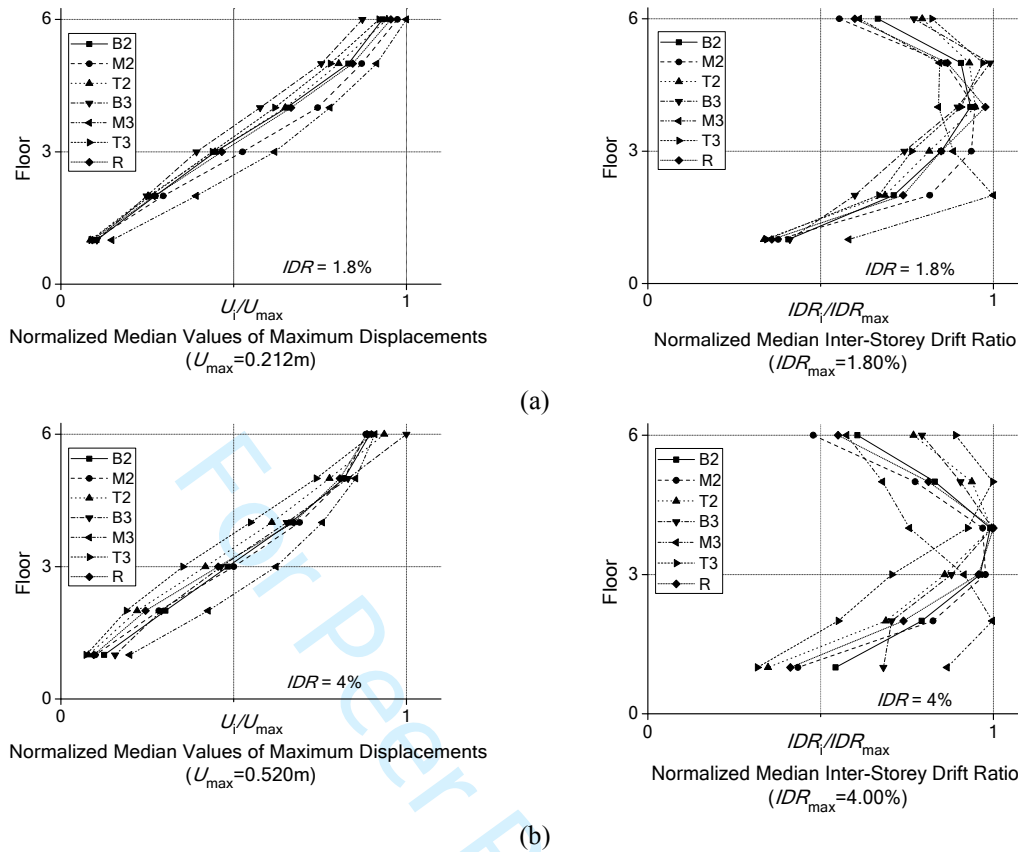 6
B2
M2
T2
B3
M3
T3
R
Floor
3
IDR = 1.8%
0
0
1
Ui/Umax
Normalized Median Values of Maximum Displacements
(Umax=0.212m)
6
B2
M2
T2
B3
M3
T3
R
Floor
3
IDR = 1.8%
0
0
1
IDRi/IDRmax
Normalized Median Inter-Storey Drift Ratio
(IDRmax=1.80%)
(a)
6
B2
M2
T2
B3
M3
T3
R
Floor
3
IDR = 4%
0
0
1
Ui/Umax
Normalized Median Values of Maximum Displacements
(Umax=0.520m)
6
B2
M2
T2
B3
M3
T3
R
Floor
3
IDR = 4%
0
0
1
IDRi/IDRmax
Normalized Median Inter-Storey Drift Ratio
(IDRmax=4.00%)
(b)
For Peer